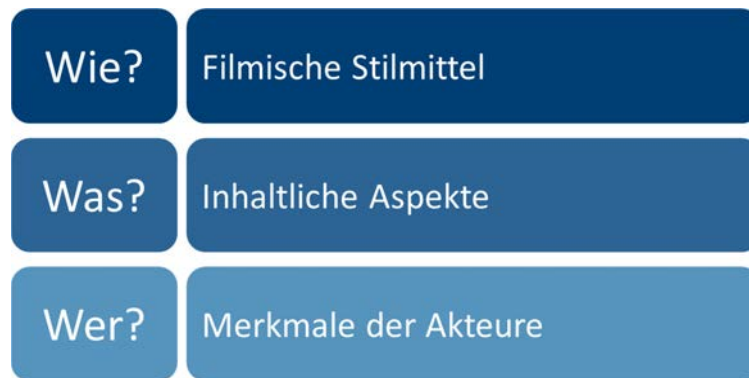 Wie? Filmische Stilmittel
Was? Inhaltliche Aspekte
Wer? Merkmale der Akteure